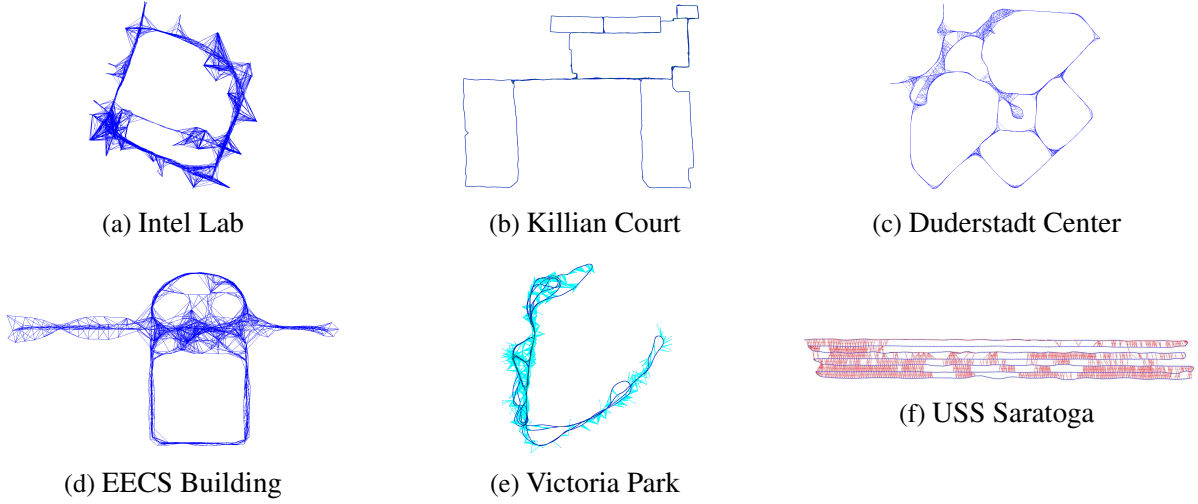 (a) Intel Lab
(b) Killian Court
(c) Duderstadt Center
(d) EECS Building
(e) Victoria Park
(f) USS Saratoga